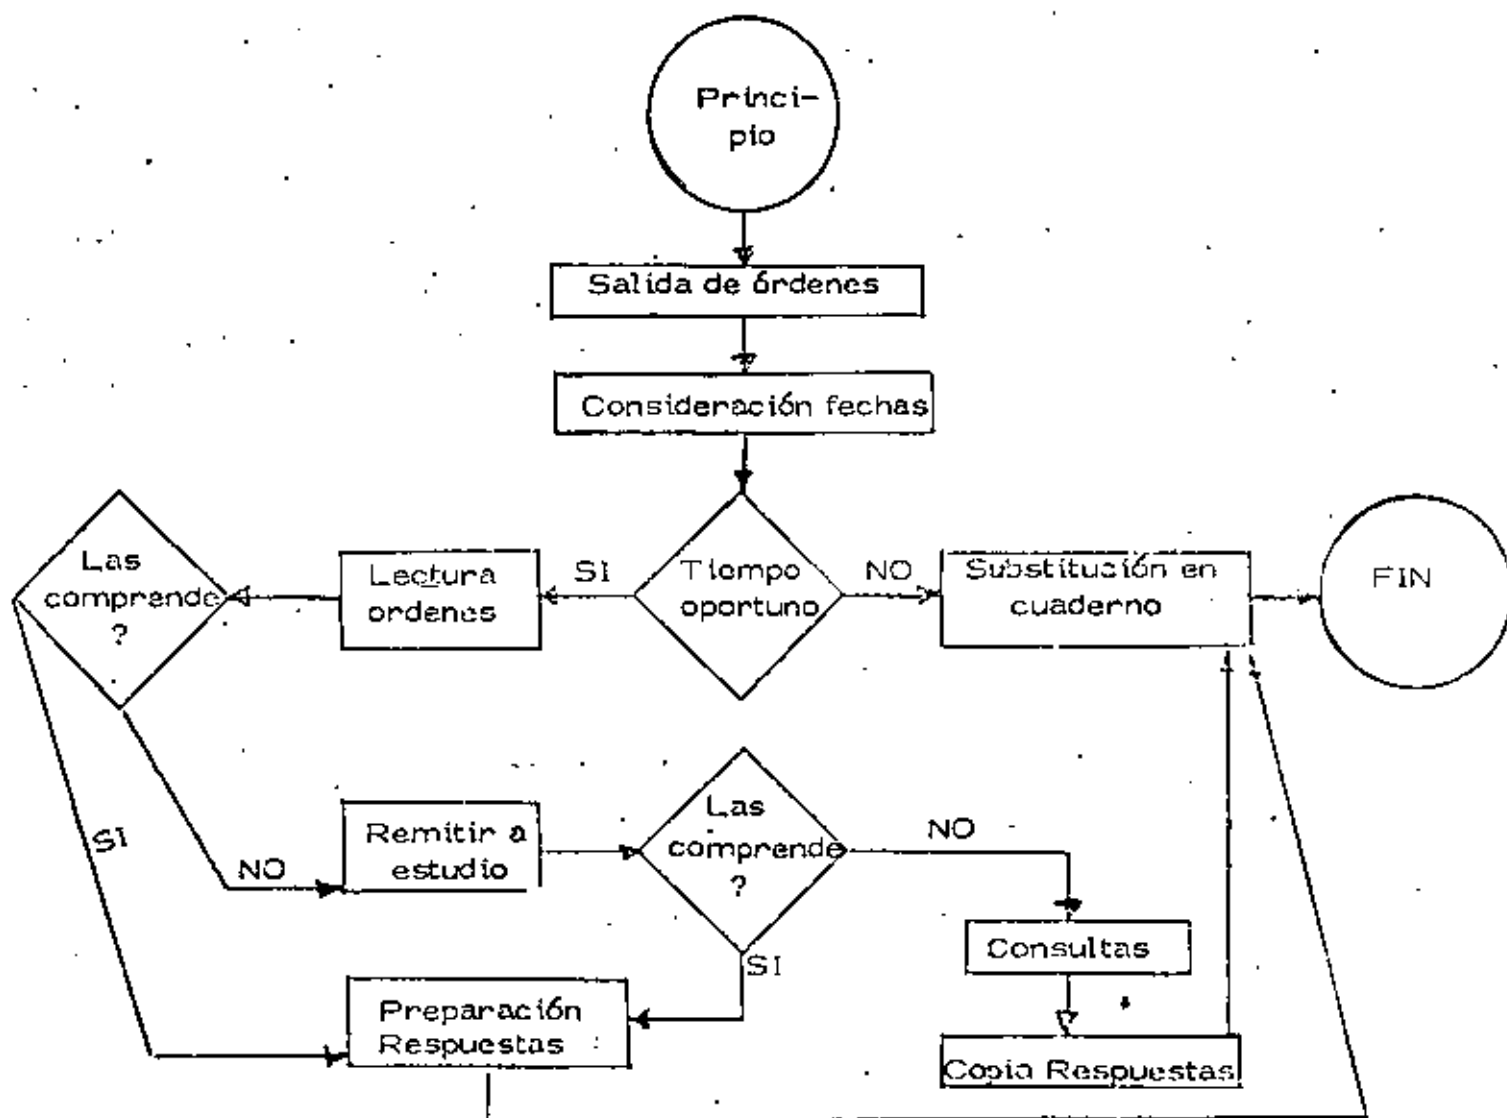 Princi-
pio
Salida de órdenes
Consideración fechas
Las
comprende
?
Lectura
ordenes
SI
Tiempo
oportuno
NO
Substitución en
cuaderno
FIN
SI
NO
Remitir a
estudio
Las
comprende
?
NO
SI
Consultas
Preparación
Respuestas
Copia Respuestas